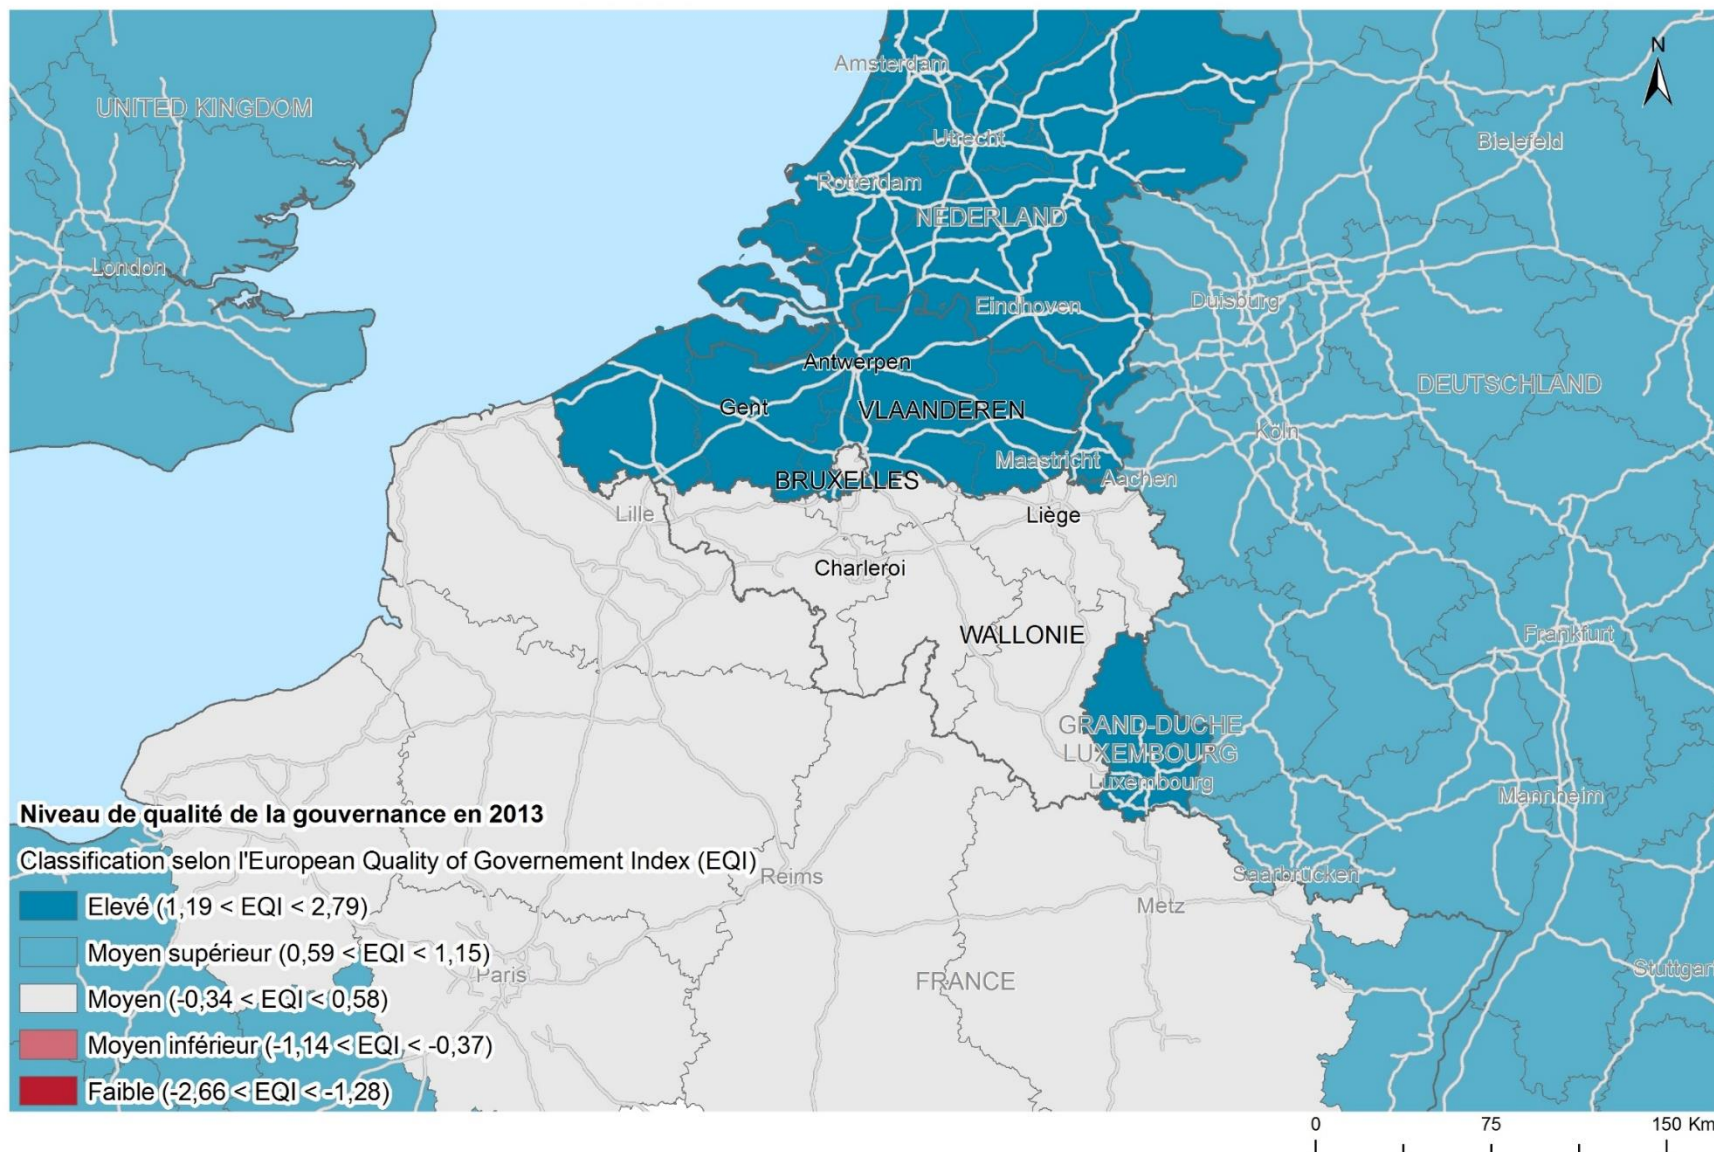 N
Amsterdam
UNITED KINGDOM
Utrecht
Bielefeld
Rotterdam
NEDERLAND
London
Duisburg
Eindhoven
Antwerpen
DEUTSCHLAND
Gent
VLAANDEREN
Köln
Maastricht
BRUXELLES
Aachen
Lille
Liège
Charleroi
WALLONIE
Frankfurt
GRAND-DUCHE
LUXEMBOURG
Luxembourg
Mannheim
Niveau de qualité de la gouvernance en 2013
Classification selon l'European Quality of Governement Index (EQI)
Reims
Saarbrücken
Elevé (1,19 < EQI < 2,79)
Metz
Moyen supérieur (0,59 < EQI < 1,15)
Paris
Stuttgart
FRANCE
Moyen (-0,34 < EQI < 0,58)
Moyen inférieur (-1,14 < EQI < -0,37)
Faible (-2,66 < EQI < -1,28)
0 75 150 Km